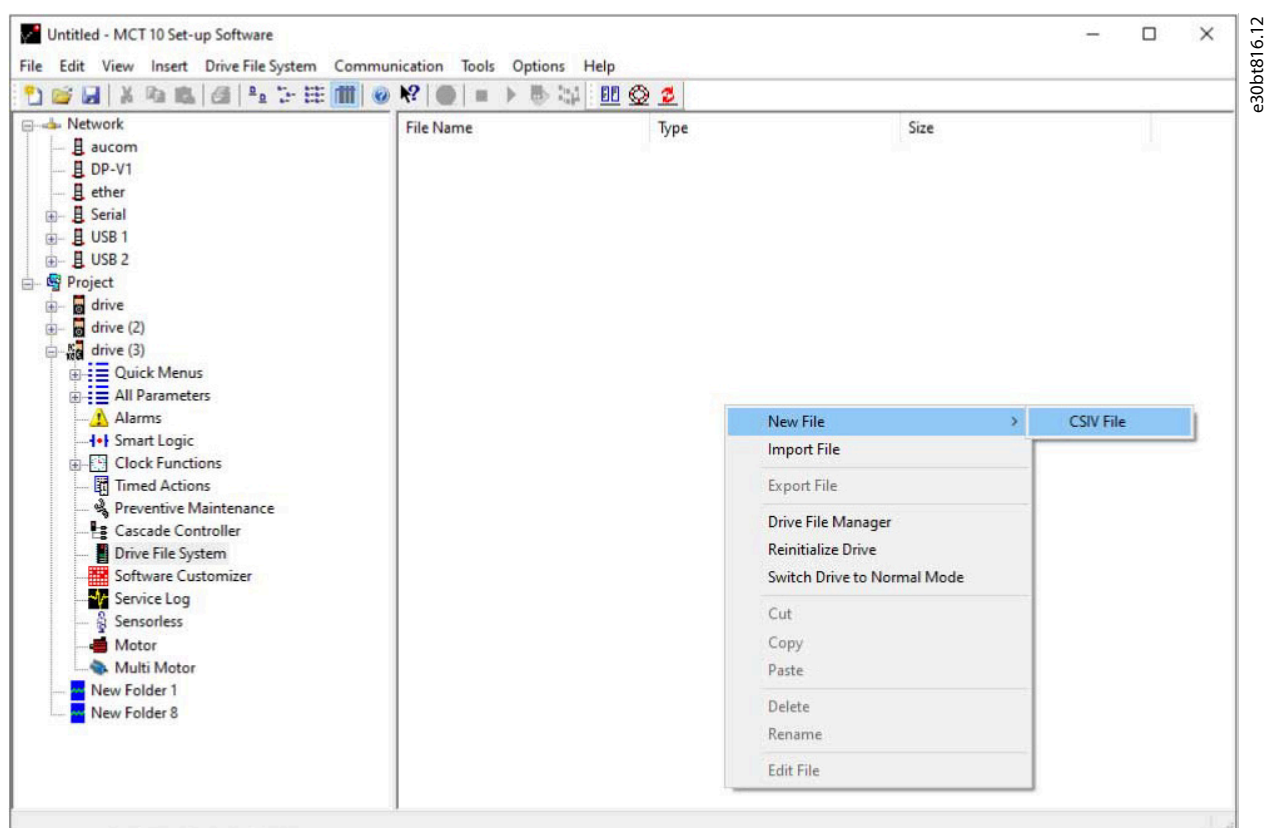 Untitled - MCT 10 Set-up Software
e30bt816.12
File Edit View Insert Drive File System Communication Tools Options Help
Network
aucom
DP-V1
ether
Serial
USB 1
USB 2
Project
drive
drive (2)
drive (3)
Quick Menus
All Parameters
Alarms
Smart Logic
Clock Functions
Timed Actions
Preventive Maintenance
Cascade Controller
Drive File System
Software Customizer
Service Log
Sensorless
Motor
Multi Motor
New Folder 1
New Folder 8
File Name Type Size
New File
CSIV File
Import File
Export File
Drive File Manager
Reinitialize Drive
Switch Drive to Normal Mode
Cut
Copy
Paste
Delete
Rename
Edit File